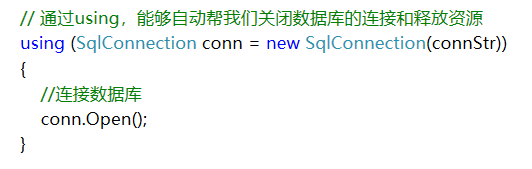 // 通过using，能够自动帮我们关闭数据库的连接和释放资源
using (SqlConnection conn = new SqlConnection(connStr))
{
//连接数据库
conn.Open();
}